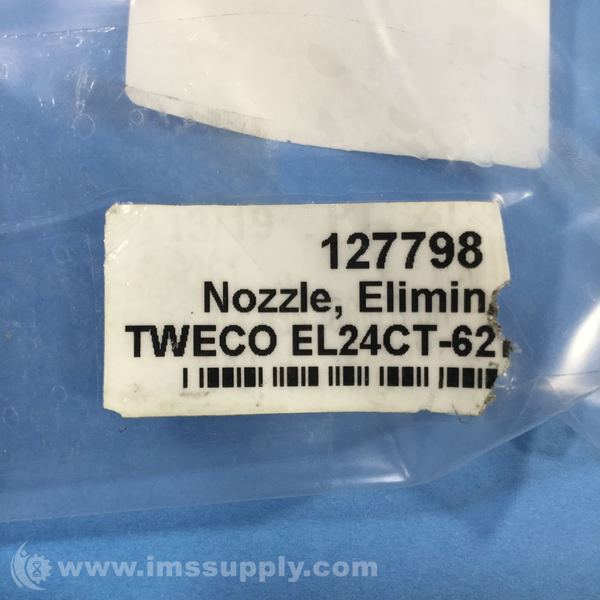 127798
Nozzle, Elimin
TWECO EL24CT-62
www.imssupply.com